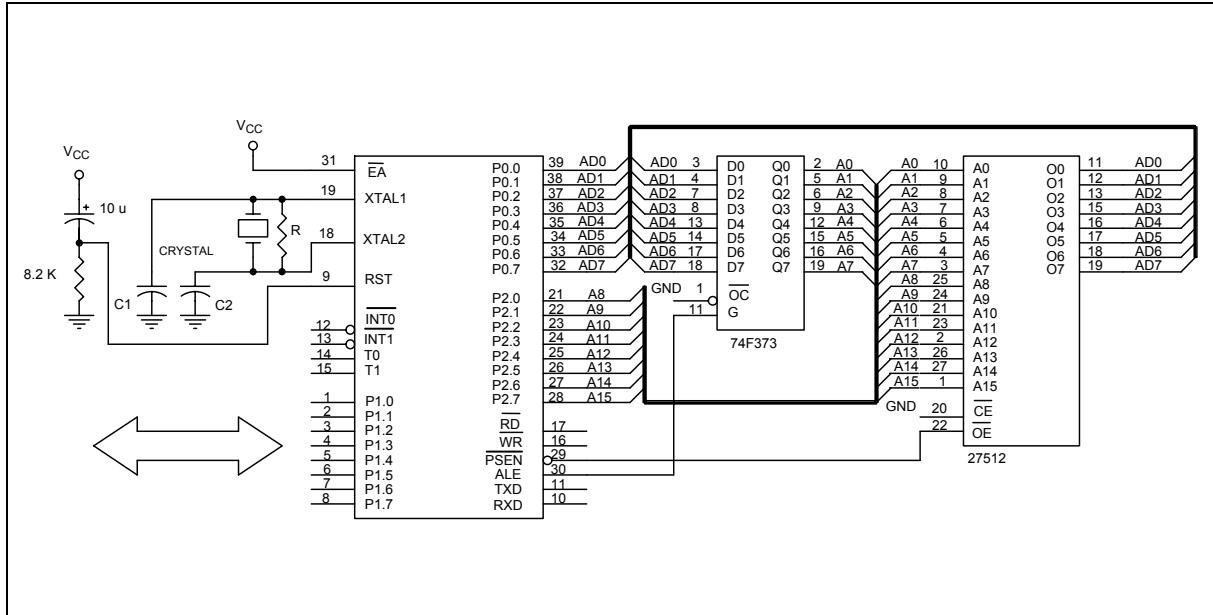 VCC
10 u
8.2 K
VCC
CRYSTAL
R
C1
C2
31 EA
19 XTAL1
18 XTAL2
9 RST
12 INT0
13 INT1
14 T0
15 T1
1 P1.0
2 P1.1
3 P1.2
4 P1.3
5 P1.4
6 P1.5
7 P1.6
8 P1.7
P0.0 39 AD0
P0.1 38 AD1
P0.2 37 AD2
P0.3 36 AD3
P0.4 35 AD4
P0.5 34 AD5
P0.6 33 AD6
P0.7 32 AD7
P2.0 21 A8
P2.1 22 A9
P2.2 23 A10
P2.3 24 A11
P2.4 25 A12
P2.5 26 A13
P2.6 27 A14
P2.7 28 A15
RD 17
WR 16
PSEN 29
ALE 30
TXD 11
RXD 10
AD0 3 D0 Q0 2 A0
AD1 4 D1 Q1 5 A1
AD2 7 D2 Q2 6 A2
AD3 8 D3 Q3 9 A3
AD4 13 D4 Q4 12 A4
AD5 14 D5 Q5 15 A5
AD6 17 D6 Q6 16 A6
AD7 18 D7 Q7 19 A7
GND 1 OC
11 G
74F373
A0 10 A0 O0 11 AD0
A1 9 A1 O1 12 AD1
A2 8 A2 O2 13 AD2
A3 7 A3 O3 15 AD3
A4 6 A4 O4 16 AD4
A5 5 A5 O5 17 AD5
A6 4 A6 O6 18 AD6
A7 3 A7 O7 19 AD7
A8 25 A8
A9 24 A9
A10 21 A10
A11 23 A11
A12 2 A12
A13 26 A13
A14 27 A14
A15 1 A15
GND 20 CE
22 OE
27512